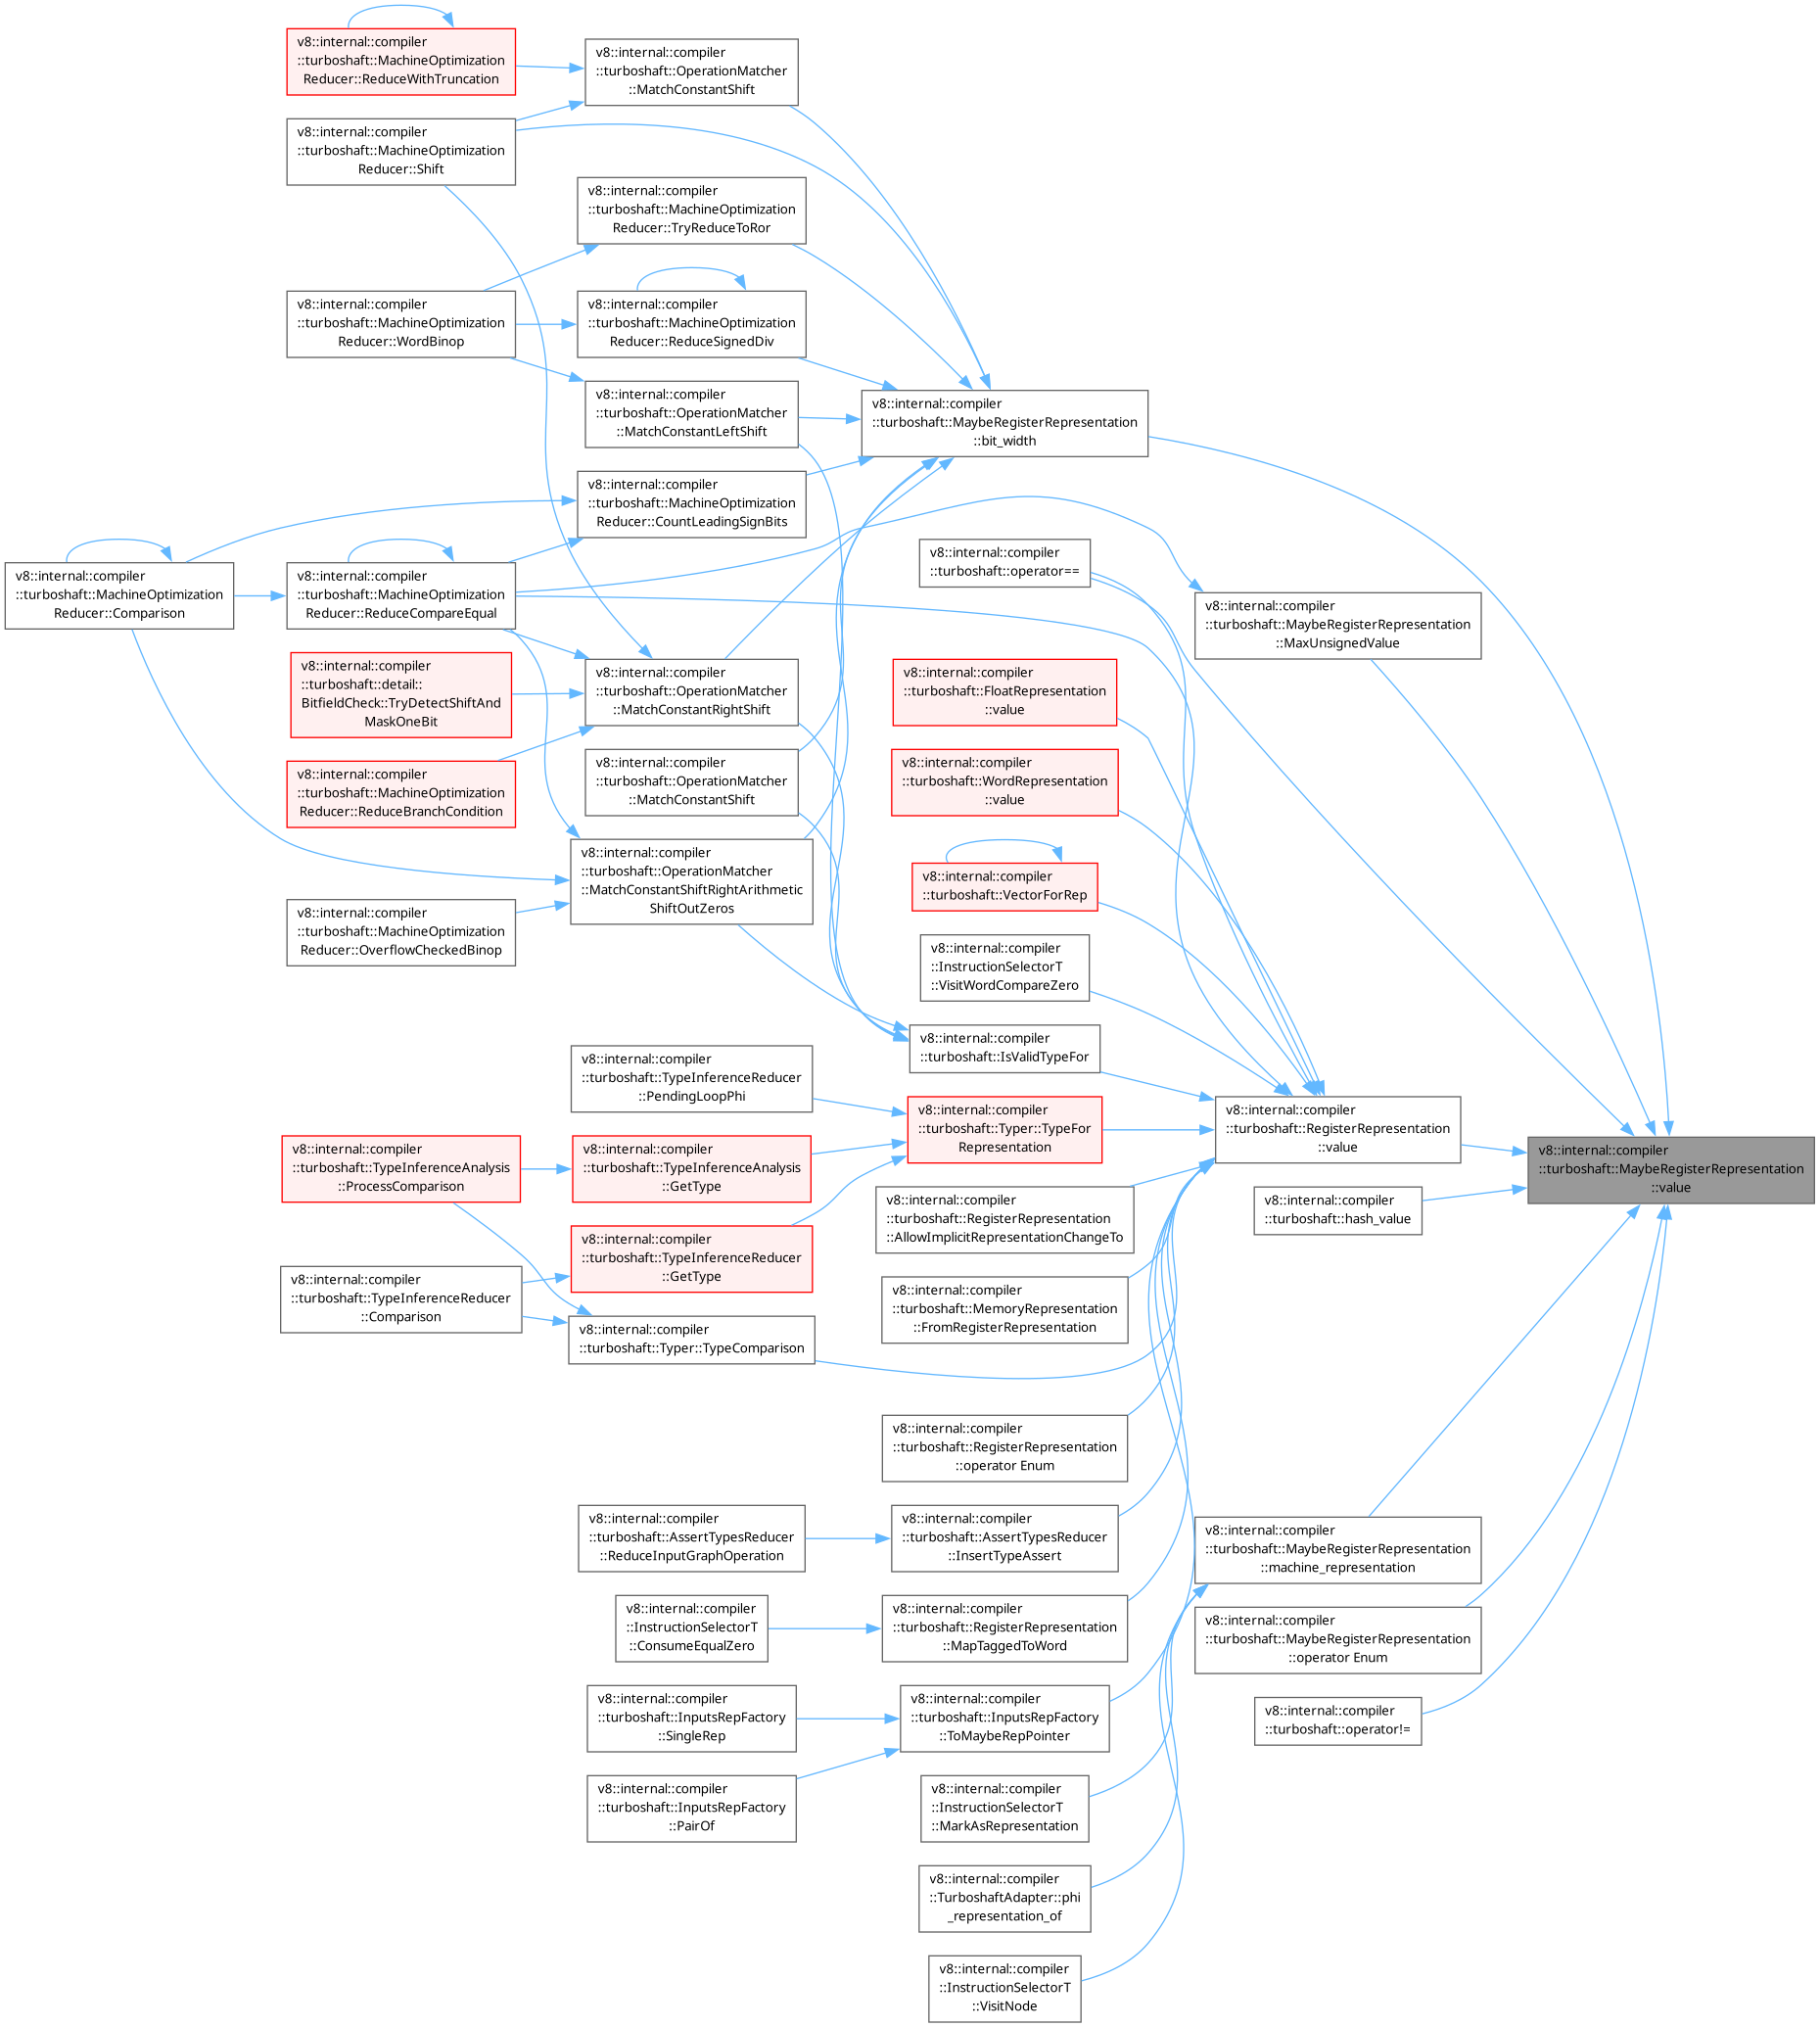 v8::internal::compiler
::turboshaft::MachineOptimization
Reducer::ReduceWithTruncation
v8::internal::compiler
::turboshaft::OperationMatcher
::MatchConstantShift
v8::internal::compiler
::turboshaft::MachineOptimization
Reducer::Shift
v8::internal::compiler
::turboshaft::MachineOptimization
Reducer::TryReduceToRor
v8::internal::compiler
::turboshaft::MachineOptimization
Reducer::WordBinop
v8::internal::compiler
::turboshaft::MachineOptimization
Reducer::ReduceSignedDiv
v8::internal::compiler
::turboshaft::OperationMatcher
::MatchConstantLeftShift
v8::internal::compiler
::turboshaft::MaybeRegisterRepresentation
::bit_width
v8::internal::compiler
::turboshaft::MachineOptimization
Reducer::CountLeadingSignBits
v8::internal::compiler
::turboshaft::operator==
v8::internal::compiler
::turboshaft::MachineOptimization
Reducer::Comparison
v8::internal::compiler
::turboshaft::MachineOptimization
Reducer::ReduceCompareEqual
v8::internal::compiler
::turboshaft::MaybeRegisterRepresentation
::MaxUnsignedValue
v8::internal::compiler
::turboshaft::detail::
BitfieldCheck::TryDetectShiftAnd
MaskOneBit
v8::internal::compiler
::turboshaft::OperationMatcher
::MatchConstantRightShift
v8::internal::compiler
::turboshaft::FloatRepresentation
::value
v8::internal::compiler
::turboshaft::MachineOptimization
Reducer::ReduceBranchCondition
v8::internal::compiler
::turboshaft::OperationMatcher
::MatchConstantShift
v8::internal::compiler
::turboshaft::WordRepresentation
::value
v8::internal::compiler
::turboshaft::OperationMatcher
::MatchConstantShiftRightArithmetic
ShiftOutZeros
v8::internal::compiler
::turboshaft::VectorForRep
v8::internal::compiler
::turboshaft::MachineOptimization
Reducer::OverflowCheckedBinop
v8::internal::compiler
::InstructionSelectorT
::VisitWordCompareZero
v8::internal::compiler
::turboshaft::IsValidTypeFor
v8::internal::compiler
::turboshaft::TypeInferenceReducer
::PendingLoopPhi
v8::internal::compiler
::turboshaft::Typer::TypeFor
Representation
v8::internal::compiler
::turboshaft::RegisterRepresentation
::value
v8::internal::compiler
::turboshaft::MaybeRegisterRepresentation
::value
v8::internal::compiler
::turboshaft::TypeInferenceAnalysis
::ProcessComparison
v8::internal::compiler
::turboshaft::TypeInferenceAnalysis
::GetType
v8::internal::compiler
::turboshaft::RegisterRepresentation
::AllowImplicitRepresentationChangeTo
v8::internal::compiler
::turboshaft::hash_value
v8::internal::compiler
::turboshaft::TypeInferenceReducer
::GetType
v8::internal::compiler
::turboshaft::TypeInferenceReducer
::Comparison
v8::internal::compiler
::turboshaft::MemoryRepresentation
::FromRegisterRepresentation
v8::internal::compiler
::turboshaft::Typer::TypeComparison
v8::internal::compiler
::turboshaft::RegisterRepresentation
::operator Enum
v8::internal::compiler
::turboshaft::AssertTypesReducer
::ReduceInputGraphOperation
v8::internal::compiler
::turboshaft::AssertTypesReducer
::InsertTypeAssert
v8::internal::compiler
::turboshaft::MaybeRegisterRepresentation
::machine_representation
v8::internal::compiler
::InstructionSelectorT
::ConsumeEqualZero
v8::internal::compiler
::turboshaft::RegisterRepresentation
::MapTaggedToWord
v8::internal::compiler
::turboshaft::MaybeRegisterRepresentation
::operator Enum
v8::internal::compiler
::turboshaft::InputsRepFactory
::SingleRep
v8::internal::compiler
::turboshaft::InputsRepFactory
::ToMaybeRepPointer
v8::internal::compiler
::turboshaft::operator!=
v8::internal::compiler
::turboshaft::InputsRepFactory
::PairOf
v8::internal::compiler
::InstructionSelectorT
::MarkAsRepresentation
v8::internal::compiler
::TurboshaftAdapter::phi
_representation_of
v8::internal::compiler
::InstructionSelectorT
::VisitNode